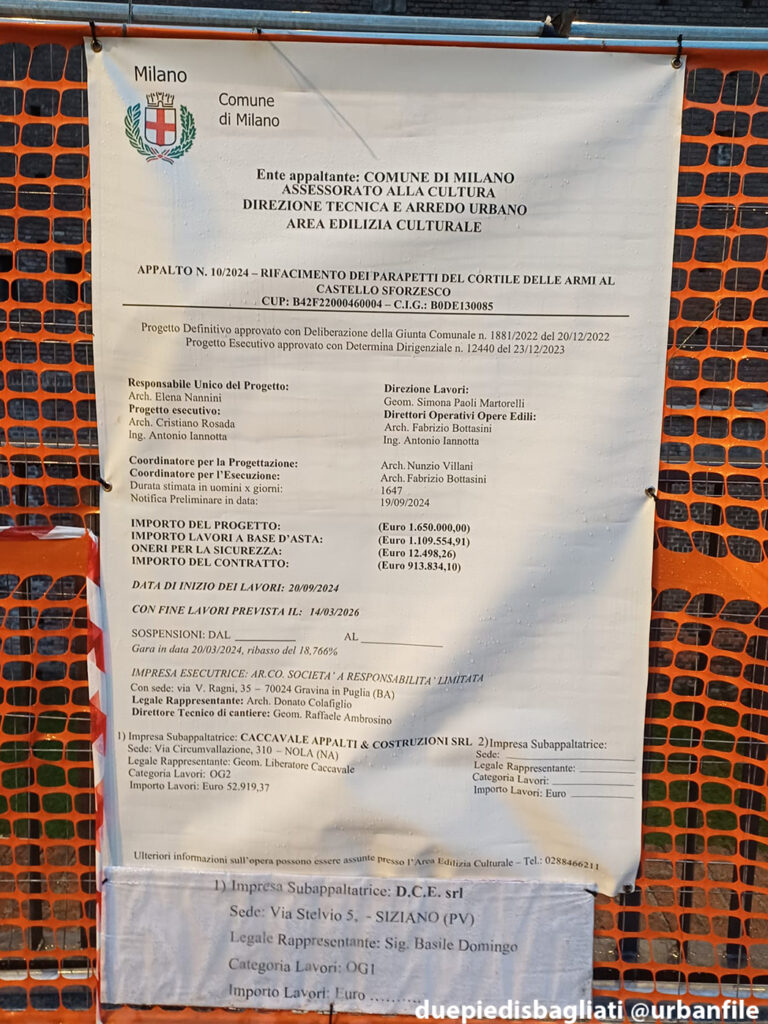 Milano
Comune
di Milano
Ente appaltante: COMUNE DI MILANO
ASSESSORATO ALLA CULTURA
DIREZIONE TECNICA E ARREDO URBANO
AREA EDILIZIA CULTURALE
APPALTO N. 10/2024 – RIFACIMENTO DEI PARAPETTI DEL CORTILE DELLE ARMI AL
CASTELLO SFORZESCO
CUP: B42F22000460004 – C.I.G.: B0DE130085
Progetto Definitivo approvato con Deliberazione della Giunta Comunale n. 1881/2022 del 20/12/2022
Progetto Esecutivo approvato con Determina Dirigenziale n. 12440 del 23/12/2023
Responsabile Unico del Progetto:
Arch. Elena Nannini
Progetto esecutivo:
Arch. Cristiano Rosada
Ing. Antonio Iannotta
Direzione Lavori:
Geom. Simona Paoli Martorelli
Direttori Operativi Opere Edili:
Arch. Fabrizio Bottasini
Ing. Antonio Iannotta
Coordinatore per la Progettazione: Arch. Nunzio Villani
Coordinatore per l'Esecuzione: Arch. Fabrizio Bottasini
Durata stimata in uomini x giorni: 1647
Notifica Preliminare in data: 19/09/2024
IMPORTO DEL PROGETTO: (Euro 1.650.000,00)
IMPORTO LAVORI A BASE D'ASTA: (Euro 1.109.554,91)
ONERI PER LA SICUREZZA: (Euro 12.498,26)
IMPORTO DEL CONTRATTO: (Euro 913.834,10)
DATA DI INIZIO DEI LAVORI: 20/09/2024
CON FINE LAVORI PREVISTA IL: 14/03/2026
SOSPENSIONI: DAL ____________ AL ________________
Gara in data 20/03/2024, ribasso del 18,766%
IMPRESA ESECUTRICE: AR.CO. SOCIETA' A RESPONSABILITA' LIMITATA
Con sede: via V. Ragni, 35 – 70024 Gravina in Puglia (BA)
Legale Rappresentante: Arch. Donato Colafiglio
Direttore Tecnico di cantiere: Geom. Raffaele Ambrosino
1) Impresa Subappaltatrice: CACCAVALE APPALTI & COSTRUZIONI SRL
Sede: Via Circumvallazione, 310 – NOLA (NA)
Legale Rappresentante: Geom. Liberatore Caccavale
Categoria Lavori: OG2
Importo Lavori: Euro 52.919,37
2)Impresa Subappaltatrice:
Sede: ____________
Legale Rappresentante: ____________
Categoria Lavori: ____________
Importo Lavori: Euro ____________
Ulteriori informazioni sull'opera possono essere assunte presso l'Area Edilizia Culturale – Tel.: 0288466211
1) Impresa Subappaltatrice: D.C.E. srl
Sede: Via Stelvio 5, - SIZIANO (PV)
Legale Rappresentante: Sig. Basile Domingo
Categoria Lavori: OG1
Importo Lavori: Euro ..........
duepiedisbagliati @urbanfile